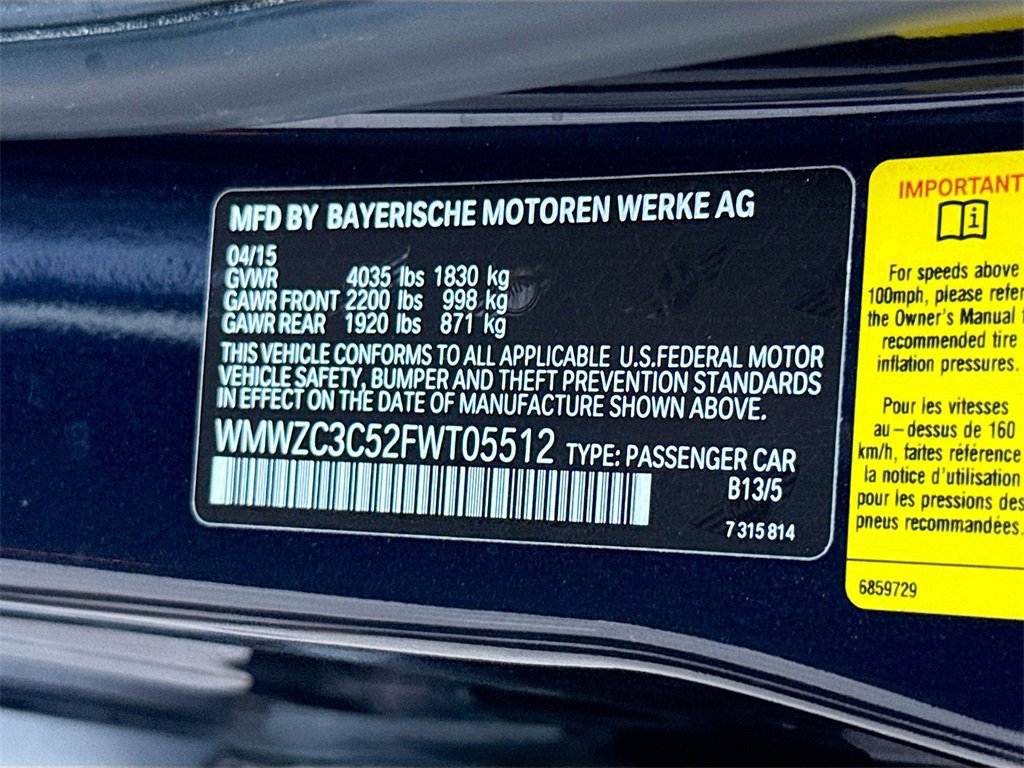 MFD BY BAYERISCHE MOTOREN WERKE AG
04/15
GVWR 4035 lbs 1830 kg
GAWR FRONT 2200 lbs 998 kg
GAWR REAR 1920 lbs 871 kg
THIS VEHICLE CONFORMS TO ALL APPLICABLE U.S.FEDERAL MOTOR
VEHICLE SAFETY, BUMPER AND THEFT PREVENTION STANDARDS
IN EFFECT ON THE DATE OF MANUFACTURE SHOWN ABOVE.
WMWZC3C52FWT05512 TYPE: PASSENGER CAR
B13/5
7 315 814
IMPORTANT
i
For speeds above
100mph, please refer
the Owner's Manual
recommended tire
inflation pressures.
Pour les vitesses
au-dessus de 160
km/h, faites référence
la notice d'utilisation
pour les pressions des
pneus recommandées.
6859729